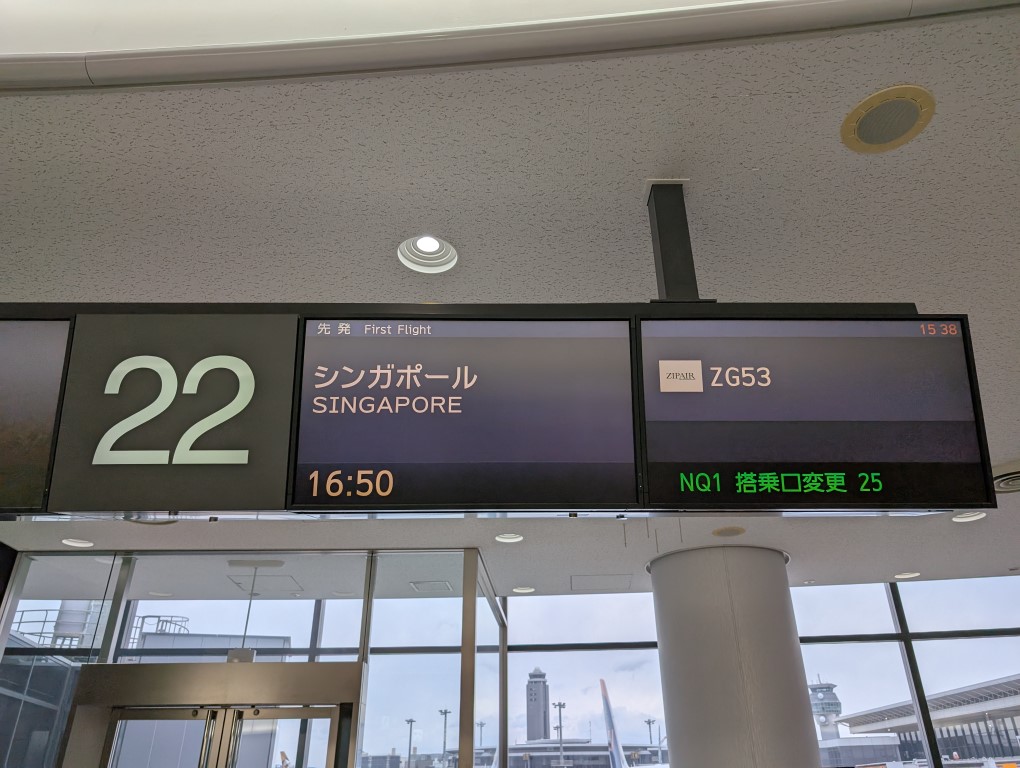 22
先発 First Flight
シンガポール
SINGAPORE
16:50
15 38
ZIPAIR ZG53
NQ1 搭乗口変更 25